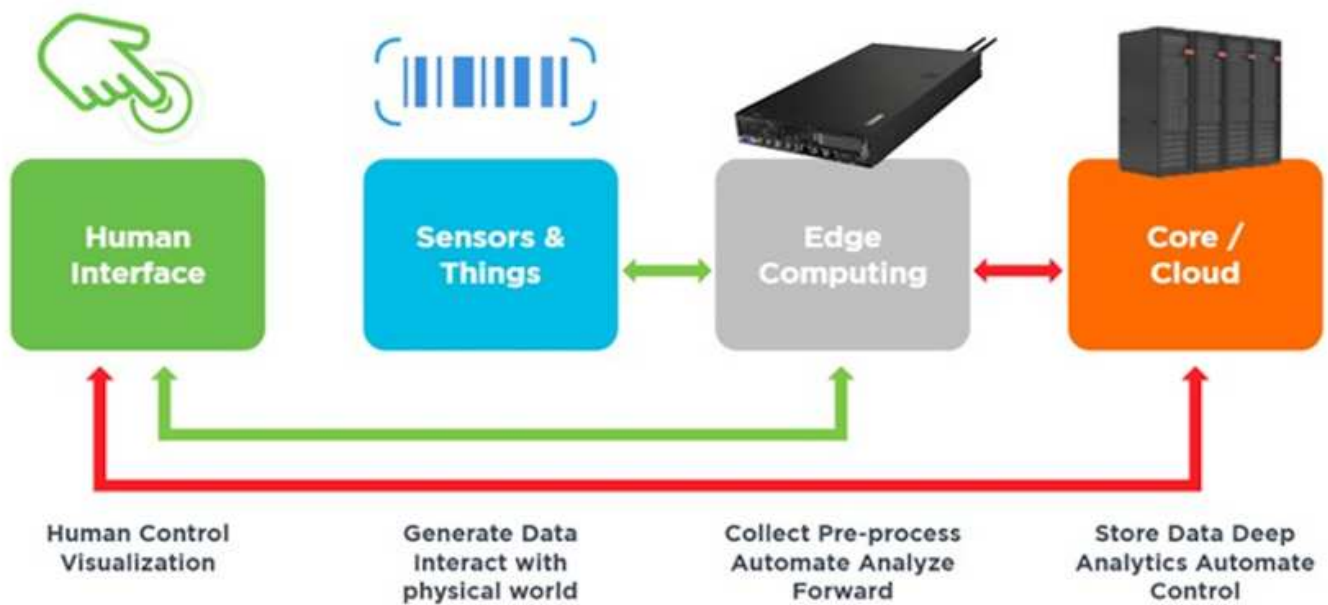 Human
Interface
Sensors &
Things
Edge
Computing
Core /
Cloud
Human Control
Visualization
Generate Data
Interact with
physical world
Collect Pre-process
Automate Analyze
Forward
Store Data Deep
Analytics Automate
Control